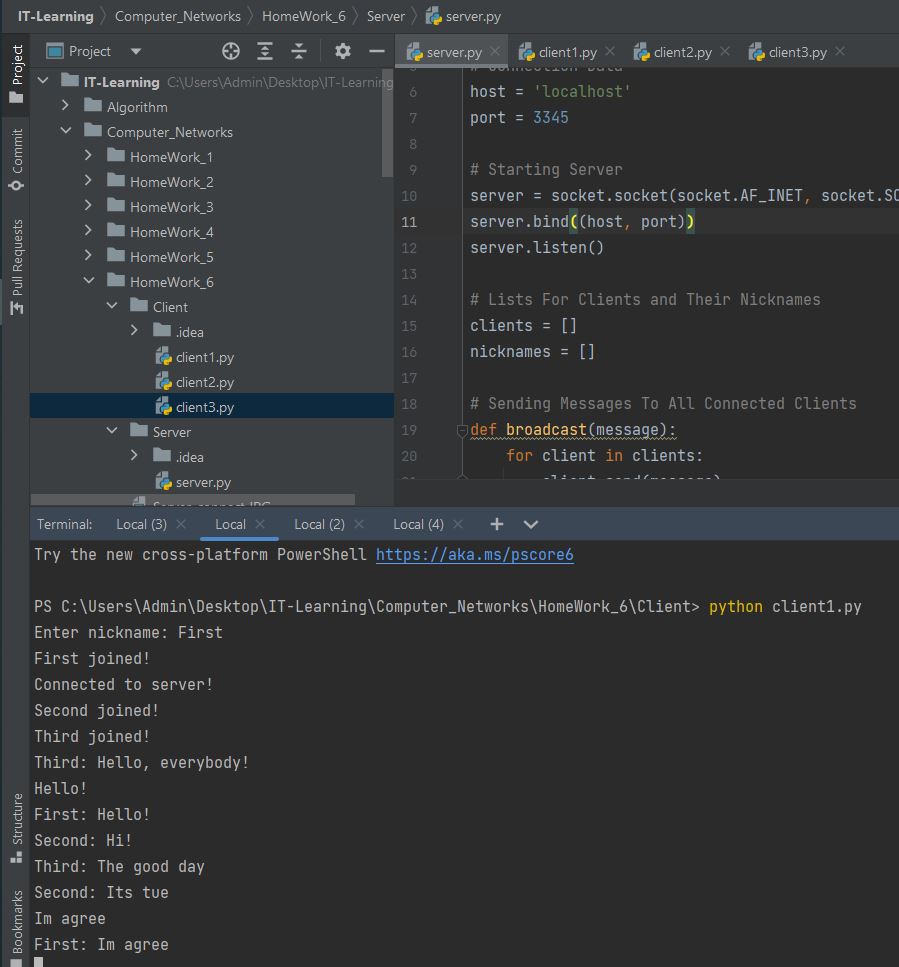 IT-Learning Computer_Networks HomeWork_6 Server server.py
Project
Commit
Pull Requests
Structure
Bookmarks
Project
IT-Learning C:\Users\Admin\Desktop\IT-Learning
Algorithm
Computer_Networks
HomeWork_1
HomeWork_2
HomeWork_3
HomeWork_4
HomeWork_5
HomeWork_6
Client
.idea
client1.py
client2.py
client3.py
Server
.idea
server.py
Server connect.JPG
server.py client1.py client2.py client3.py
# Connection Data
6 host = 'localhost'
7 port = 3345
8
9 # Starting Server
10 server = socket.socket(socket.AF_INET, socket.SO
11 server.bind((host, port))
12 server.listen()
13
14 # Lists For Clients and Their Nicknames
15 clients = []
16 nicknames = []
17
18 # Sending Messages To All Connected Clients
19 def broadcast(message):
20 for client in clients:
client.send(message)
Terminal: Local (3) Local Local (2) Local (4)
Try the new cross-platform PowerShell https://aka.ms/pscore6
PS C:\Users\Admin\Desktop\IT-Learning\Computer_Networks\HomeWork_6\Client> python client1.py
Enter nickname: First
First joined!
Connected to server!
Second joined!
Third joined!
Third: Hello, everybody!
Hello!
First: Hello!
Second: Hi!
Third: The good day
Second: Its tue
Im agree
First: Im agree